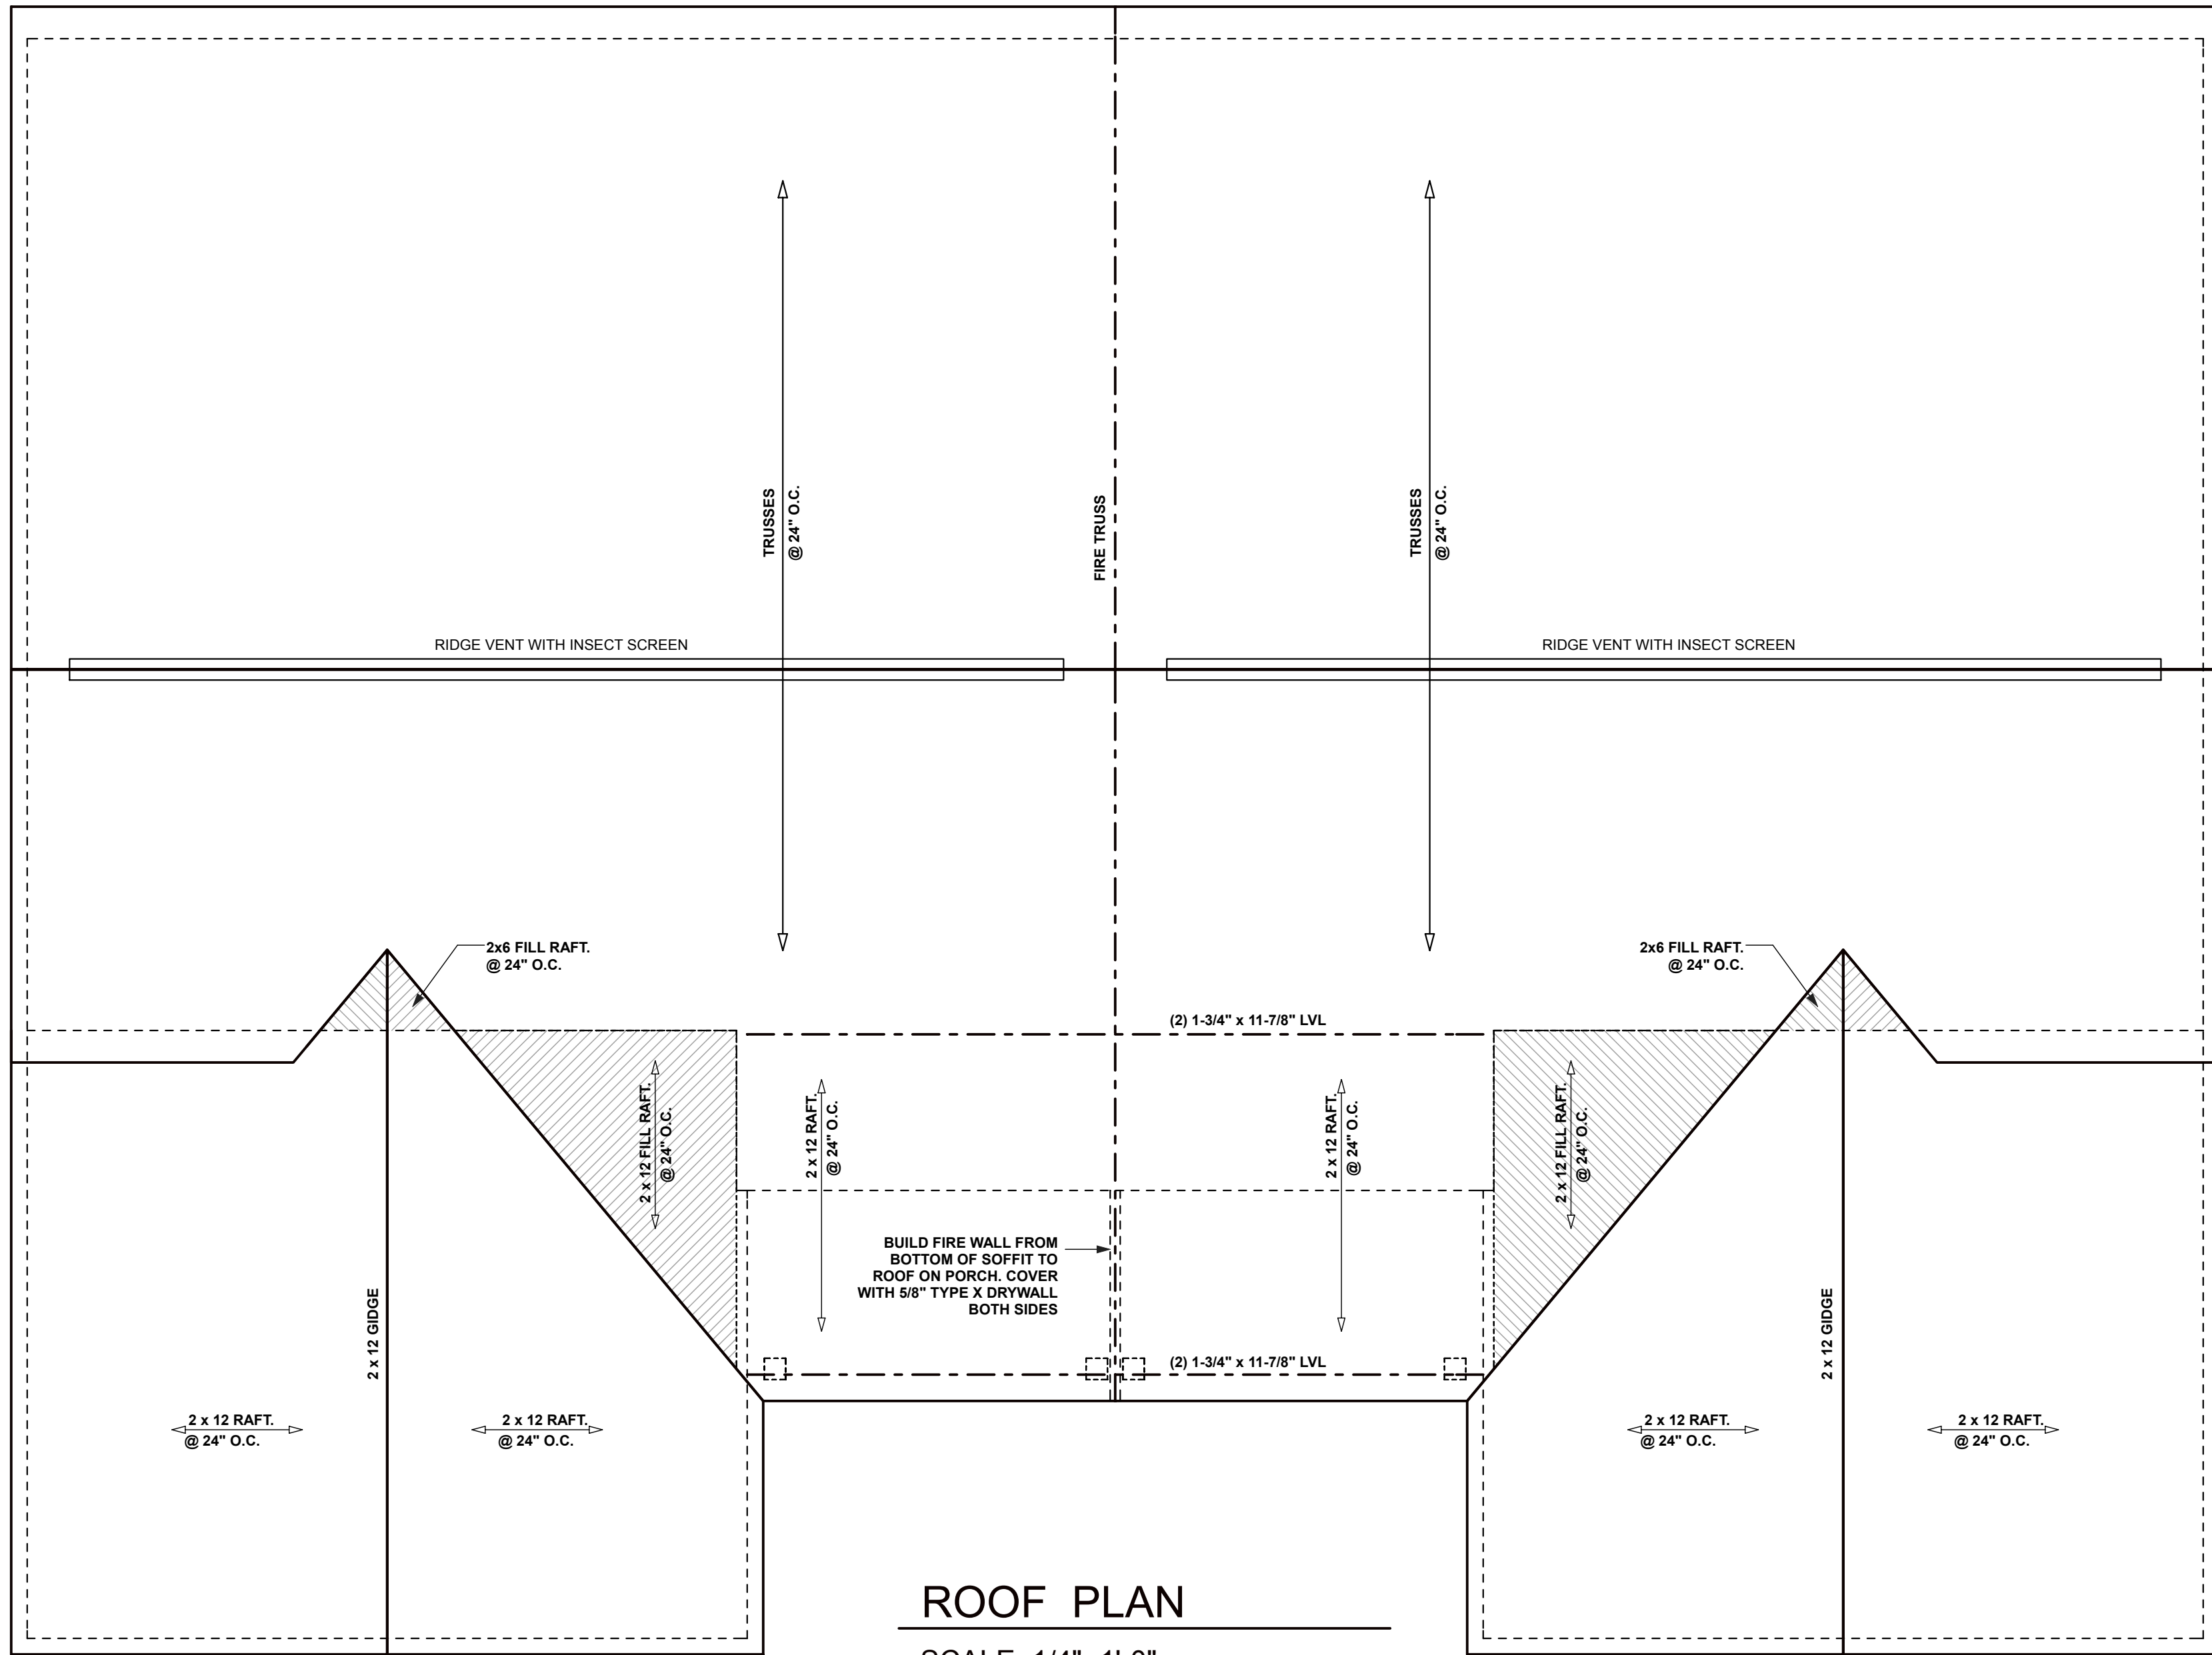 TRUSSES
@ 24" O.C.
FIRE TRUSS
TRUSSES
@ 24" O.C.
RIDGE VENT WITH INSECT SCREEN
RIDGE VENT WITH INSECT SCREEN
2x6 FILL RAFT.
@ 24" O.C.
2x6 FILL RAFT.
@ 24" O.C.
(2) 1-3/4" x 11-7/8" LVL
2 x 12 FILL RAFT.
@ 24" O.C.
2 x 12 RAFT.
@ 24" O.C.
2 x 12 RAFT.
@ 24" O.C.
2 x 12 FILL RAFT.
@ 24" O.C.
BUILD FIRE WALL FROM
BOTTOM OF SOFFIT TO
ROOF ON PORCH. COVER
WITH 5/8" TYPE X DRYWALL
BOTH SIDES
2 x 12 GIDGE
2 x 12 GIDGE
(2) 1-3/4" x 11-7/8" LVL
2 x 12 RAFT.
@ 24" O.C.
2 x 12 RAFT.
@ 24" O.C.
2 x 12 RAFT.
@ 24" O.C.
2 x 12 RAFT.
@ 24" O.C.
ROOF PLAN